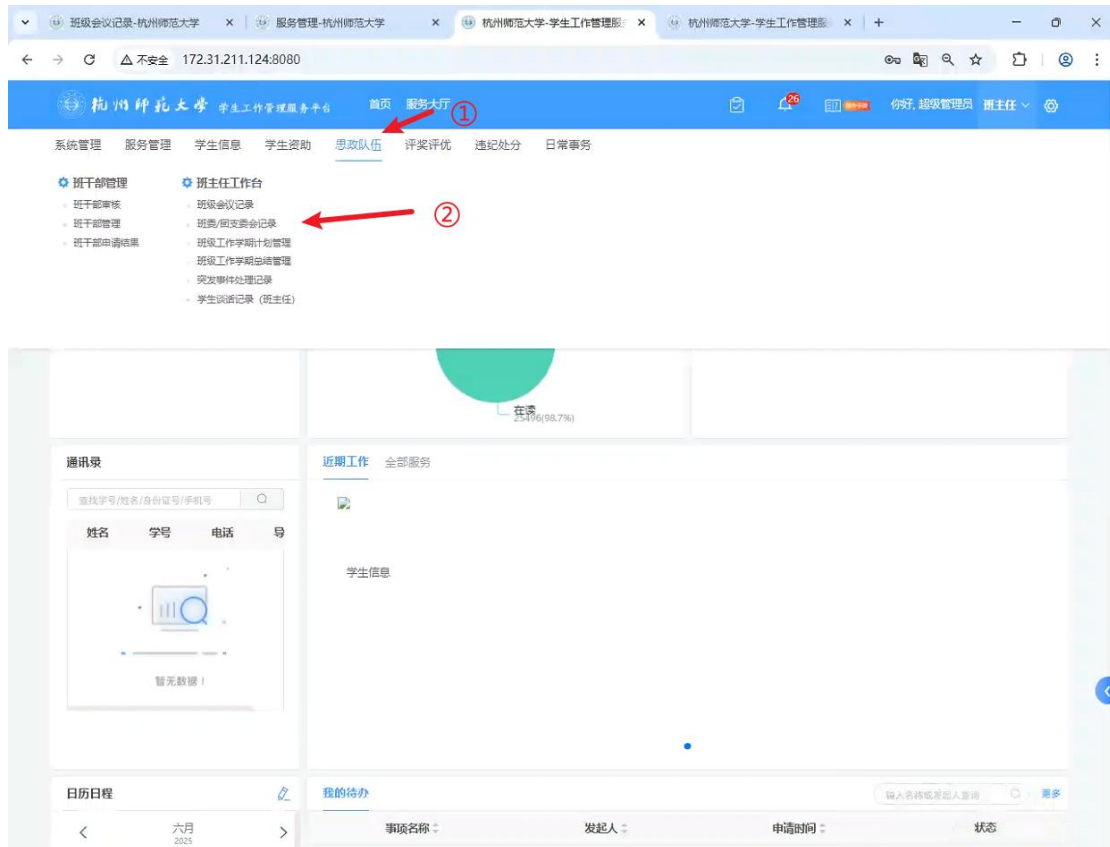 班级会议记录-杭州师范大学 × 服务管理-杭州师范大学 × 杭州师范大学-学生工作管理服 × 杭州师范大学-学生工作管理服 × +
不安全 172.31.211.124:8080
杭州师范大学 学生工作管理服务平台 首页 服务大厅 26 你好, 超级管理员 班主任
①
系统管理 服务管理 学生信息 学生资助 思政队伍 评奖评优 违纪处分 日常事务
班干部管理 班主任工作台
班干部审核 班级会议记录
班干部管理 班委/团支委会记录
②
班干部申请结果 班级工作学期计划管理
班级工作学期总结管理
突发事件处理记录
学生谈话记录（班主任）
在读
25496(98.7%)
通讯录 近期工作 全部服务
查找学号/姓名/身份证号/手机号
姓名 学号 电话 导
学生信息
暂无数据！
日历日程 我的待办 输入名称或发起人查询 更多
六月 事项名称 发起人 申请时间 状态
2025